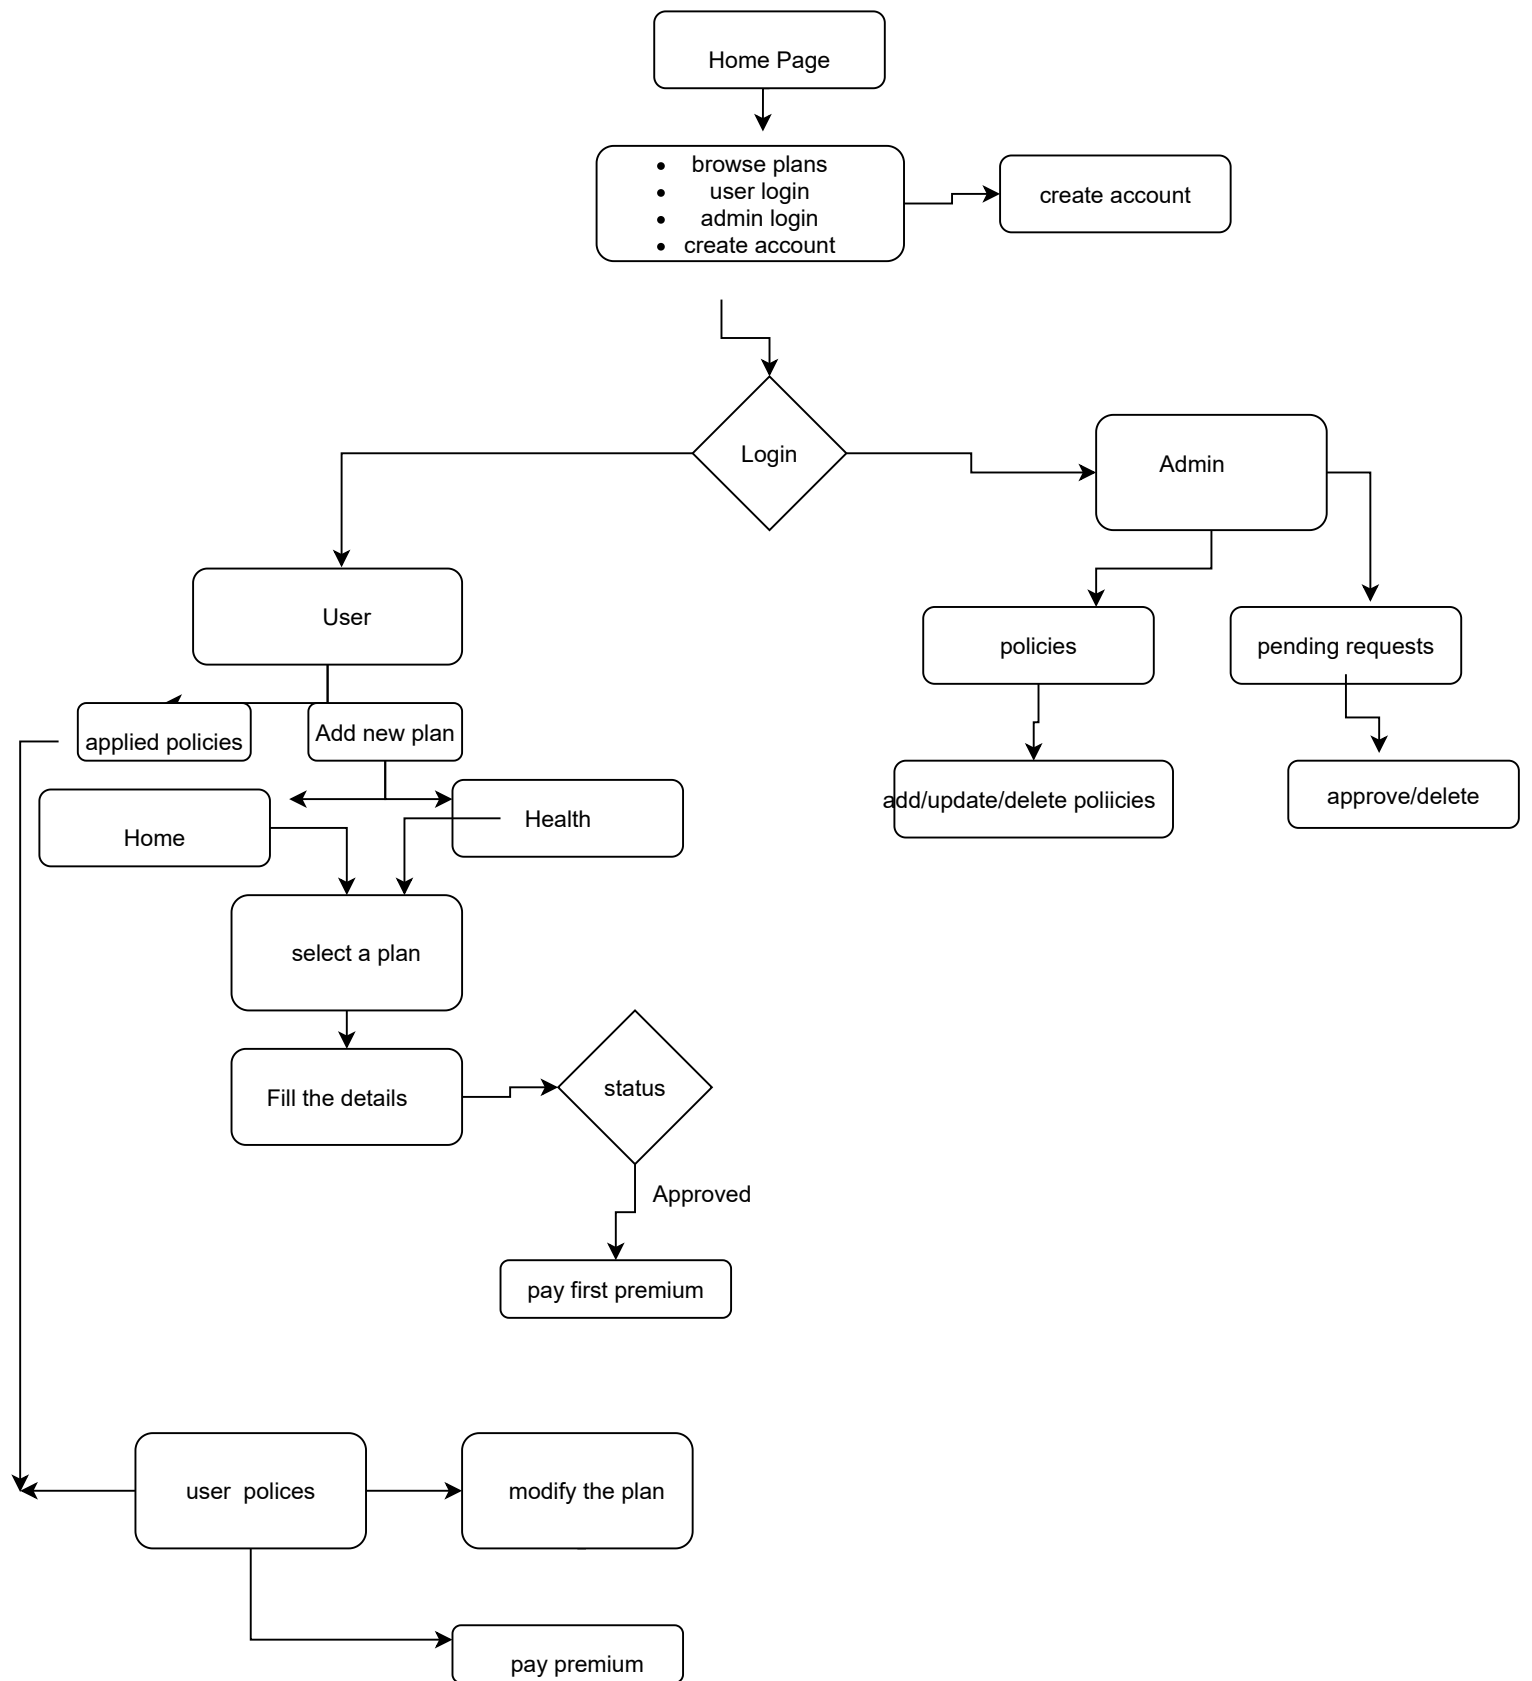 Home Page
browse plans
user login
admin login
create account
create account
Login
Admin
User
policies
pending requests
applied policies
Add new plan
add/update/delete poliicies
approve/delete
Home
Health
select a plan
Fill the details
status
Approved
pay first premium
user  polices
modify the plan
pay premium